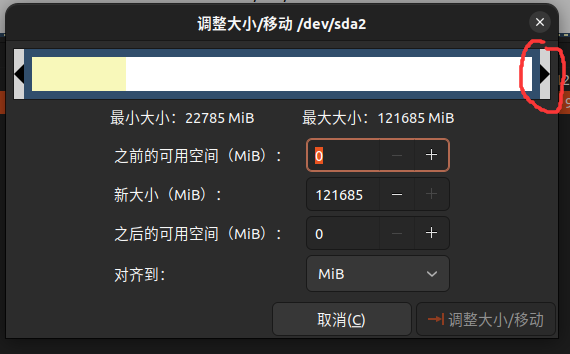 调整大小/移动 /dev/sda2
最小大小：22785 MiB 最大大小：121685 MiB
之前的可用空间（MiB）： 0
新大小（MiB）： 121685
之后的可用空间（MiB）： 0
对齐到： MiB
取消(C) 调整大小/移动